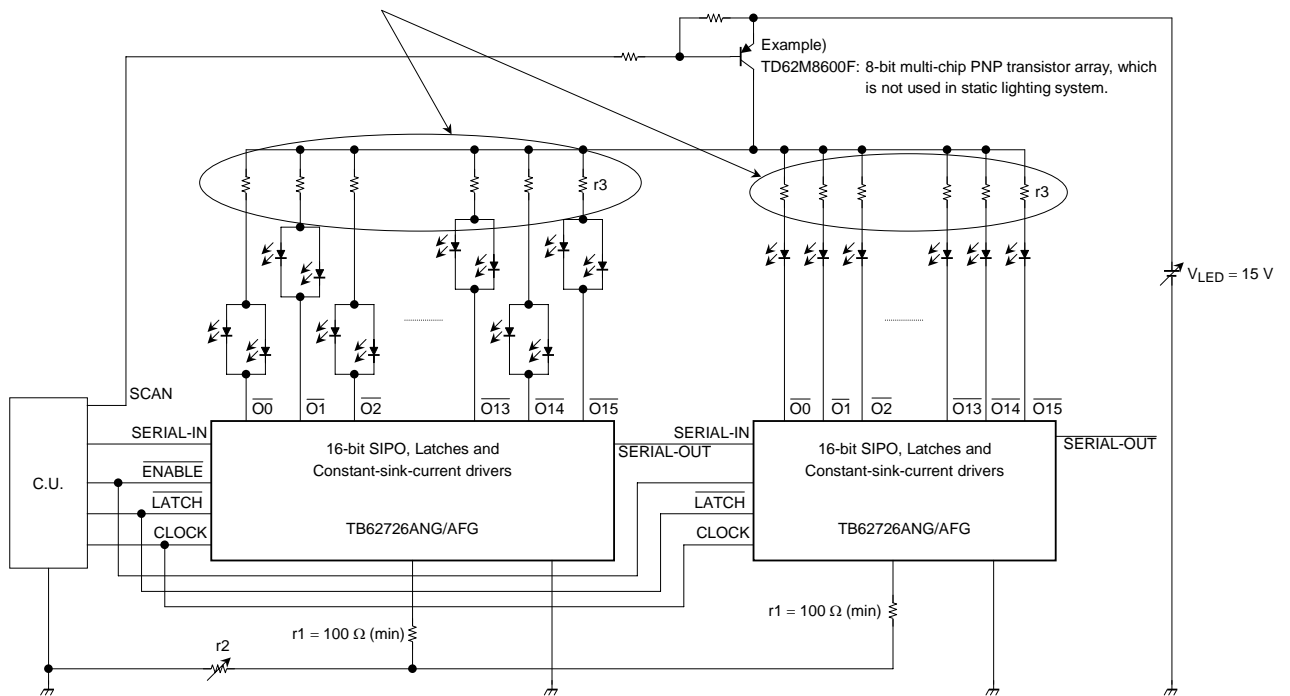 Example)
TD62M8600F: 8-bit multi-chip PNP transistor array, which
is not used in static lighting system.
r3
r3
V_LED = 15 V
SCAN
O0
O1
O2
O13
O14
O15
O0
O1
O2
O13
O14
O15
C.U.
SERIAL-IN
ENABLE
LATCH
CLOCK
16-bit SIPO, Latches and
Constant-sink-current drivers
TB62726ANG/AFG
SERIAL-OUT
SERIAL-IN
LATCH
CLOCK
16-bit SIPO, Latches and
Constant-sink-current drivers
TB62726ANG/AFG
SERIAL-OUT
r1 = 100 Ω (min)
r1 = 100 Ω (min)
r2